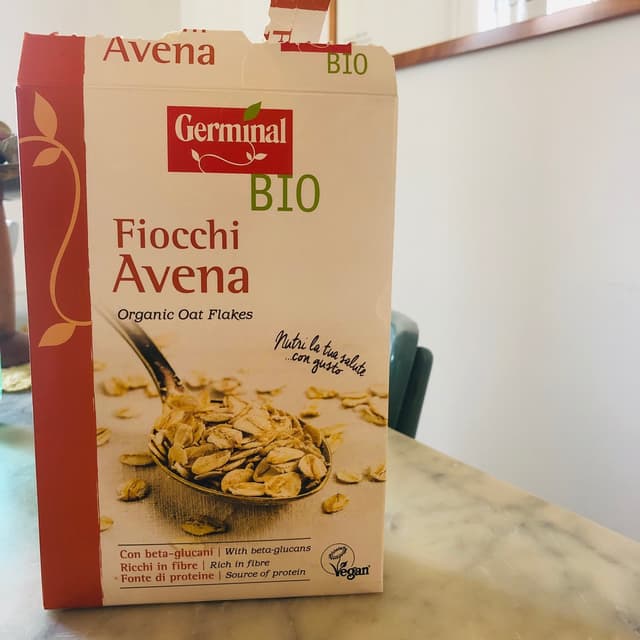 Avena
BIO
Germinal
BIO
Fiocchi
Avena
Organic Oat Flakes
Nutri la tua salute
...con gusto
Con beta-glucani | With beta-glucans
Ricchi in fibre | Rich in fibre
Fonte di proteine | Source of protein
Vegan